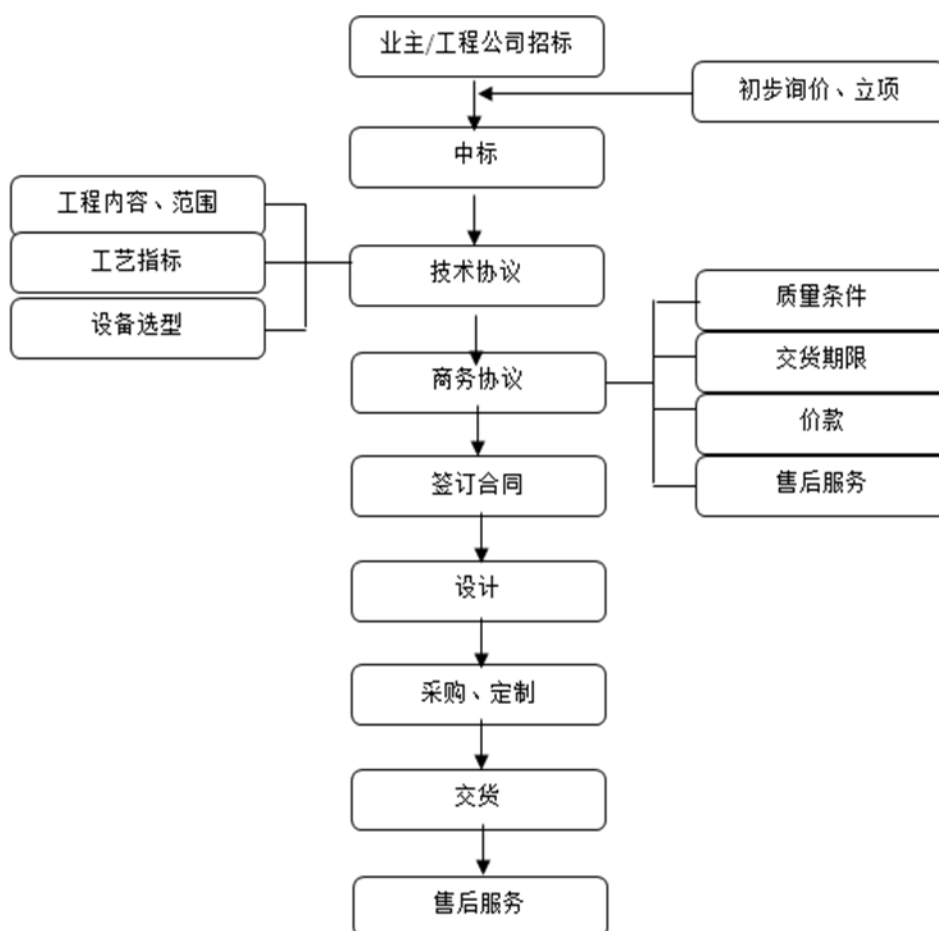 业主/工程公司招标
初步询价、立项
中标
工程内容、范围
工艺指标
技术协议
设备选型
质量条件
交货期限
商务协议
价款
签订合同
售后服务
设计
采购、定制
交货
售后服务